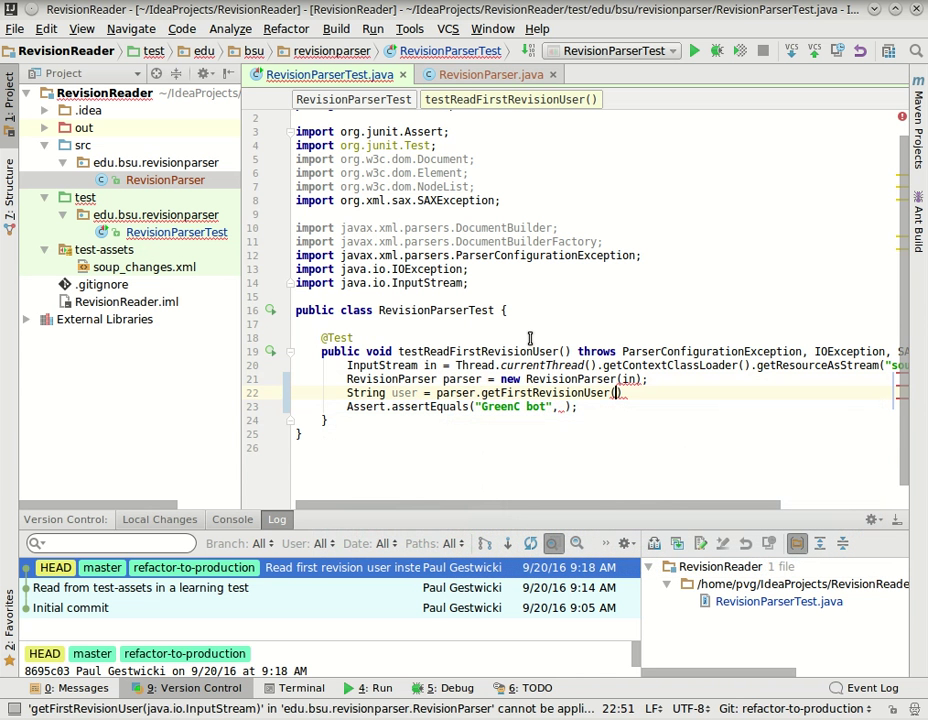 RevisionReader - [~/IdeaProjects/RevisionReader] - [RevisionReader] - ~/IdeaProjects/RevisionReader/test/edu/bsu/revisionparser/RevisionParserTest.java - I...
File Edit View Navigate Code Analyze Refactor Build Run Tools VCS Window Help
RevisionReader test edu bsu revisionparser RevisionParserTest RevisionParserTest VCS VCS
1: Project
7: Structure
2: Favorites
Project
RevisionReader ~/IdeaProjects/
.idea
out
src
edu.bsu.revisionparser
RevisionParser
test
edu.bsu.revisionparser
RevisionParserTest
test-assets
soup_changes.xml
.gitignore
RevisionReader.iml
External Libraries
RevisionParserTest.java RevisionParser.java
RevisionParserTest testReadFirstRevisionUser()
2
3 import org.junit.Assert;
4 import org.junit.Test;
5 import org.w3c.dom.Document;
6 import org.w3c.dom.Element;
7 import org.w3c.dom.NodeList;
8 import org.xml.sax.SAXException;
9
10 import javax.xml.parsers.DocumentBuilder;
11 import javax.xml.parsers.DocumentBuilderFactory;
12 import javax.xml.parsers.ParserConfigurationException;
13 import java.io.IOException;
14 import java.io.InputStream;
15
16 public class RevisionParserTest {
17
18 @Test
19 public void testReadFirstRevisionUser() throws ParserConfigurationException, IOException, SA
20 InputStream in = Thread.currentThread().getContextClassLoader().getResourceAsStream("sou
21 RevisionParser parser = new RevisionParser(in);
22 String user = parser.getFirstRevisionUser()
23 Assert.assertEquals("GreenC bot", );
24 }
25 }
26
Maven Projects
Ant Build
Version Control: Local Changes Console Log
Branch: All User: All Date: All Paths: All
HEAD master refactor-to-production Read first revision user inste Paul Gestwicki 9/20/16 9:18 AM
Read from test-assets in a learning test Paul Gestwicki 9/20/16 9:14 AM
Initial commit Paul Gestwicki 9/20/16 9:05 AM
HEAD master refactor-to-production
8695c03 Paul Gestwicki on 9/20/16 at 9:18 AM
RevisionReader 1 file
/home/pvg/IdeaProjects/RevisionReade
RevisionParserTest.java
0: Messages 9: Version Control Terminal 4: Run 5: Debug 6: TODO Event Log
'getFirstRevisionUser(java.io.InputStream)' in 'edu.bsu.revisionparser.RevisionParser' cannot be appli... 22:51 LF÷ UTF-8÷ Git: refactor-to-production÷